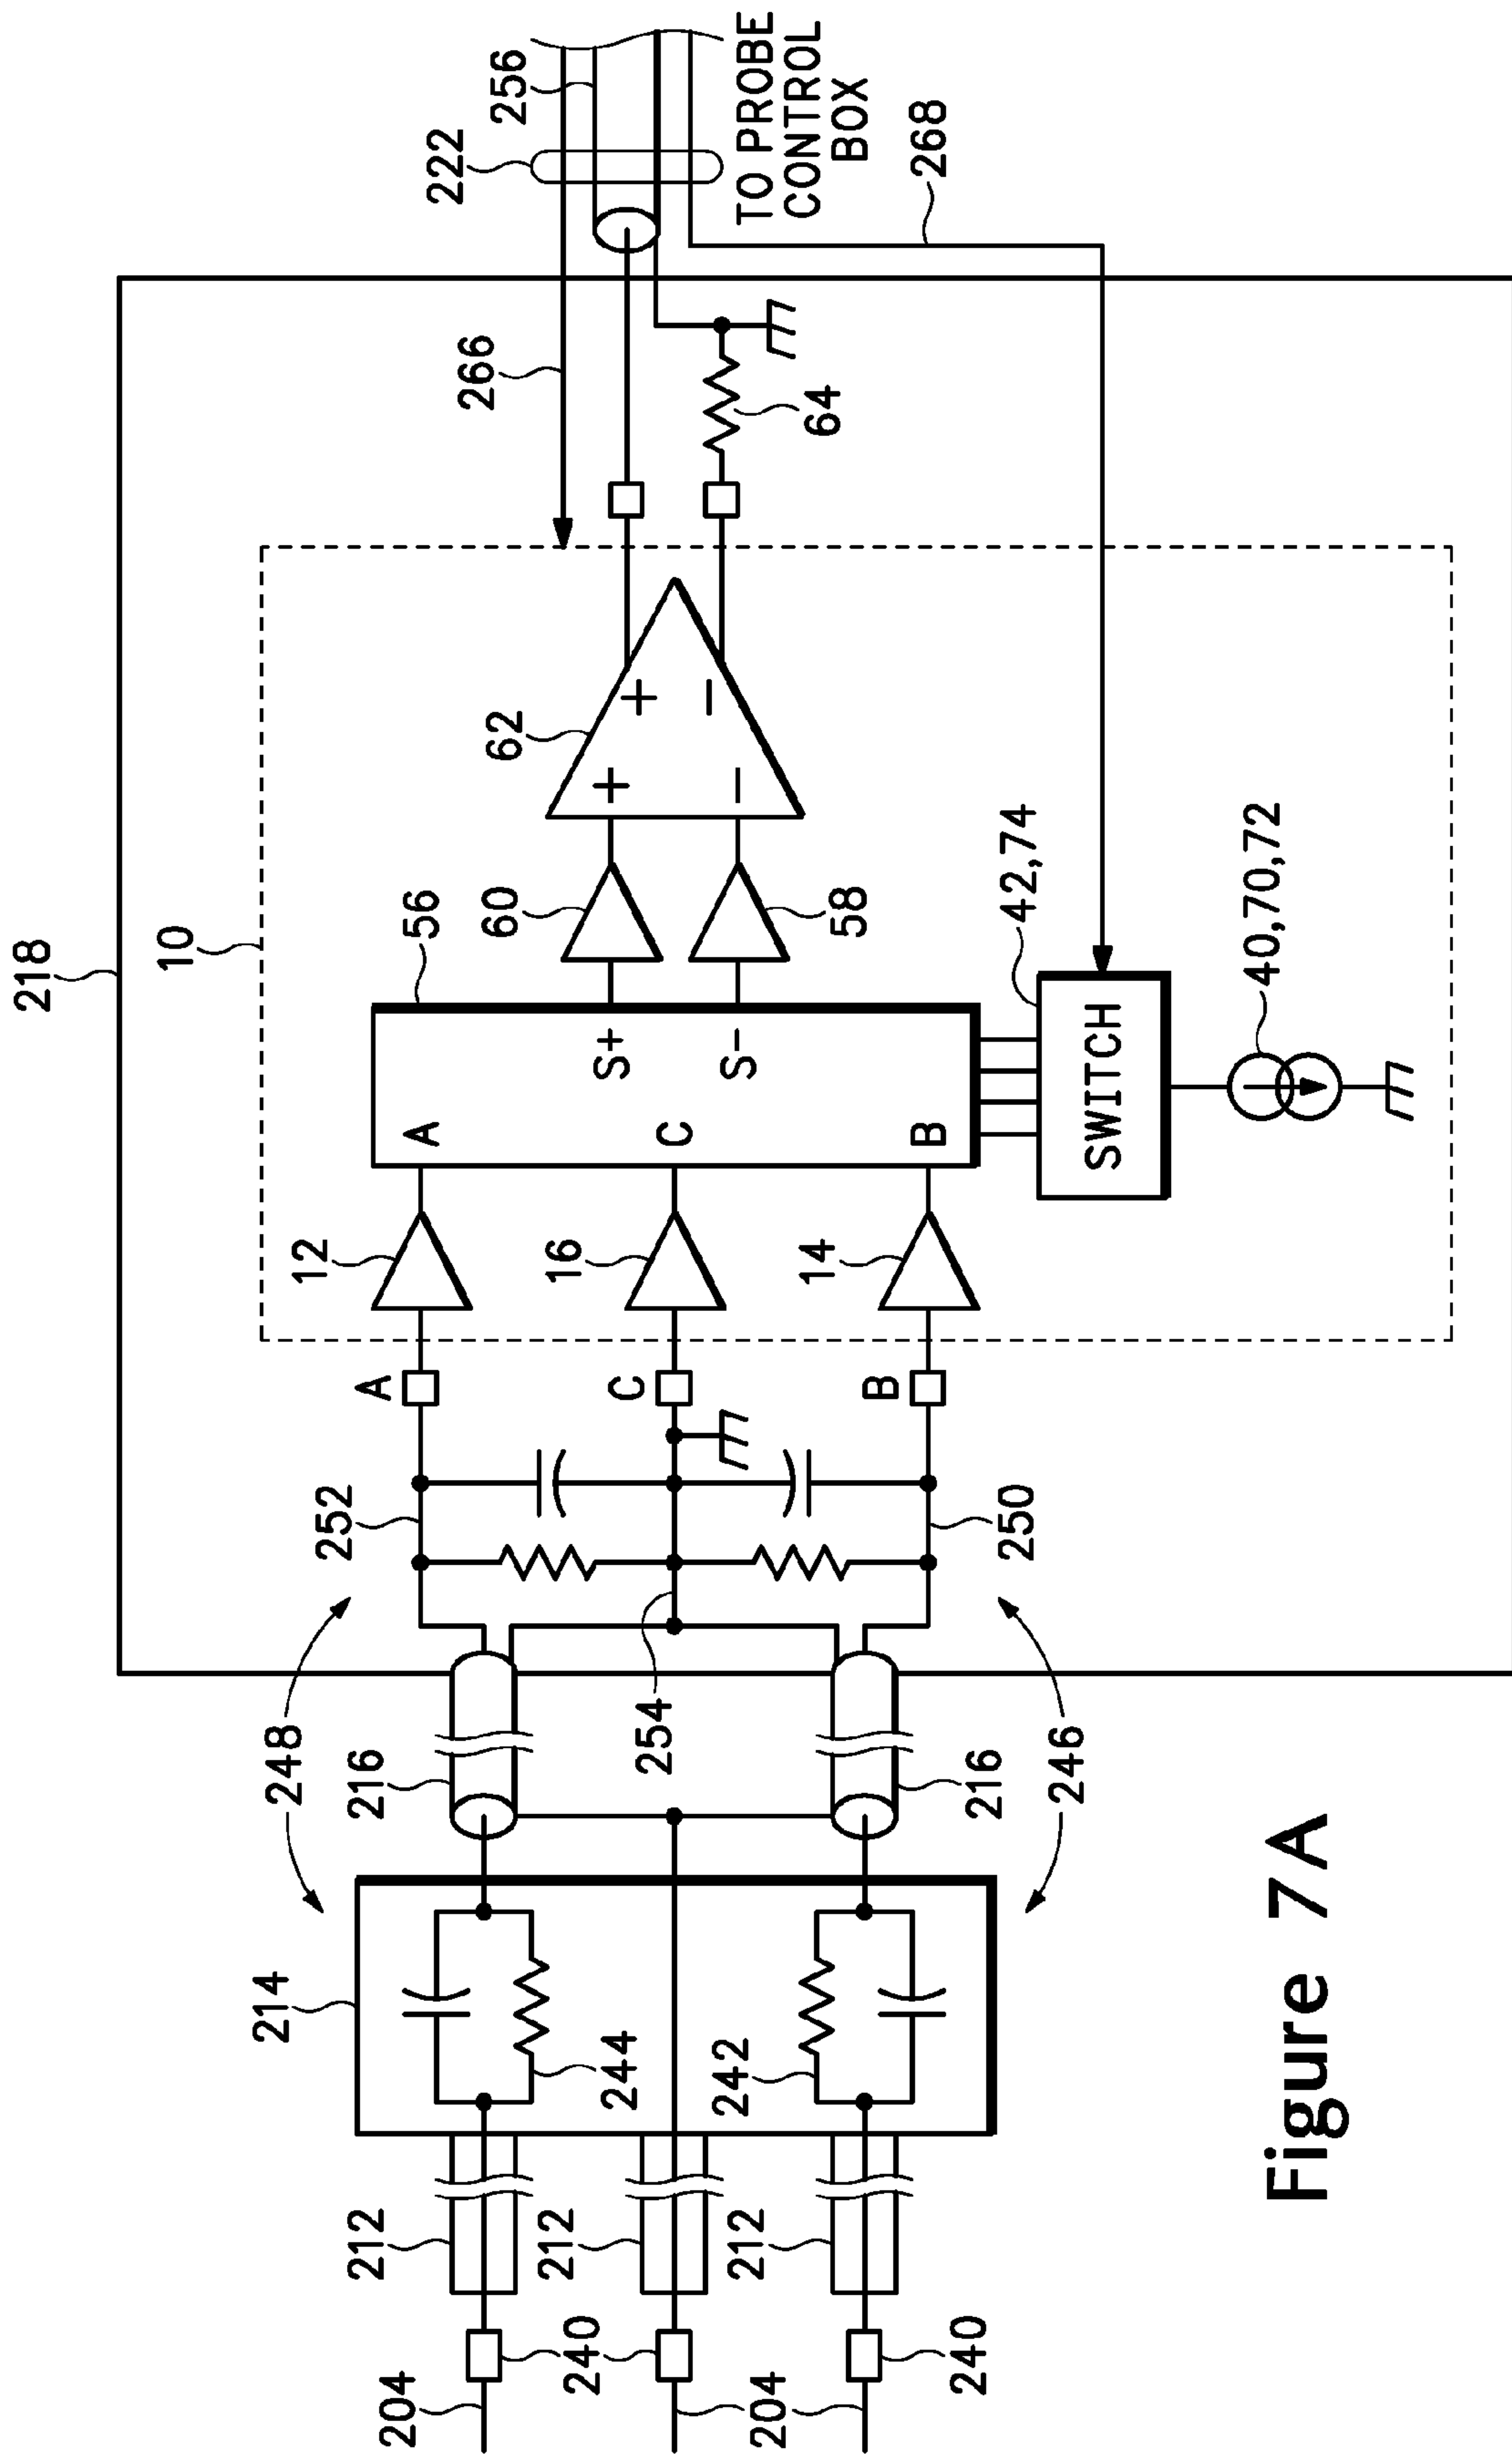 218
10
222
256
266
TO PROBE
CONTROL
BOX
268
248
252
A
12
A
56
60
62
+
+
64
214
216
204
212
244
254
C
16
C
S+
S-
−
−
58
240
212
242
216
250
B
14
B
42,74
SWITCH
40,70,72
204
212
240
246
Figure 7A